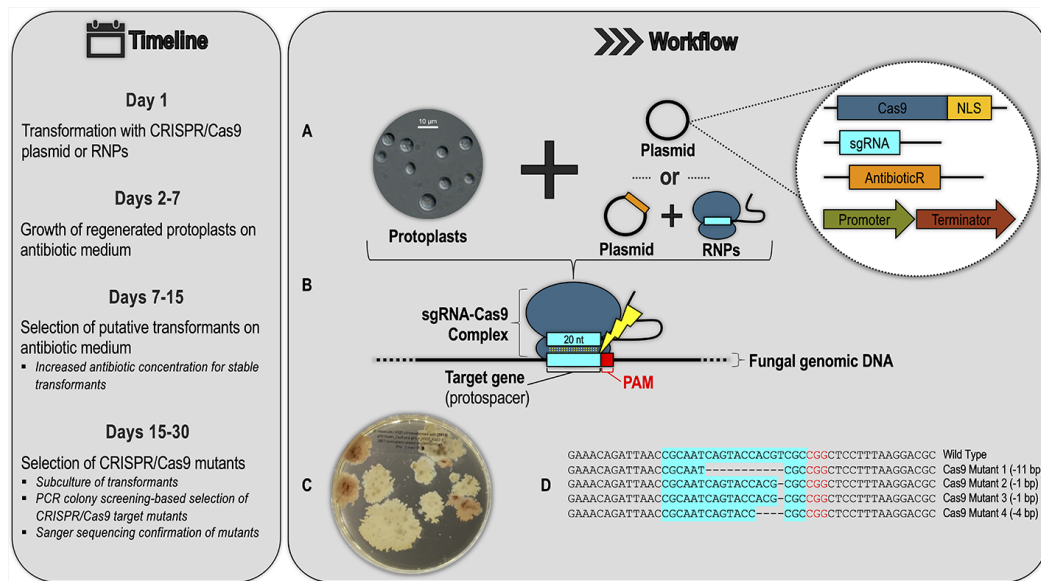 Timeline
Day 1
Transformation with CRISPR/Cas9
plasmid or RNPs
Days 2-7
Growth of regenerated protoplasts on
antibiotic medium
Days 7-15
Selection of putative transformants on
antibiotic medium
▪ Increased antibiotic concentration for stable
transformants
Days 15-30
Selection of CRISPR/Cas9 mutants
▪ Subculture of transformants
▪ PCR colony screening-based selection of
CRISPR/Cas9 target mutants
▪ Sanger sequencing confirmation of mutants
Workflow
A
10 µm
Protoplasts
Plasmid
or
Plasmid
RNPs
Cas9
NLS
sgRNA
AntibioticR
Promoter
Terminator
B
sgRNA-Cas9
Complex
20 nt
Target gene
(protospacer)
PAM
Fungal genomic DNA
C
D
GAAACAGATTAACCGCAATCAGTACCACGTCGCCGGCTCCTTTAAGGACGC Wild Type
GAAACAGATTAACCGCAAT-----------CGCCGGCTCCTTTAAGGACGC Cas9 Mutant 1 (-11 bp)
GAAACAGATTAACCGCAATCAGTACCACG-CGCCGGCTCCTTTAAGGACGC Cas9 Mutant 2 (-1 bp)
GAAACAGATTAACCGCAATCAGTACCACG-CGCCGGCTCCTTTAAGGACGC Cas9 Mutant 3 (-1 bp)
GAAACAGATTAACCGCAATCAGTACC----CGCCGGCTCCTTTAAGGACGC Cas9 Mutant 4 (-4 bp)